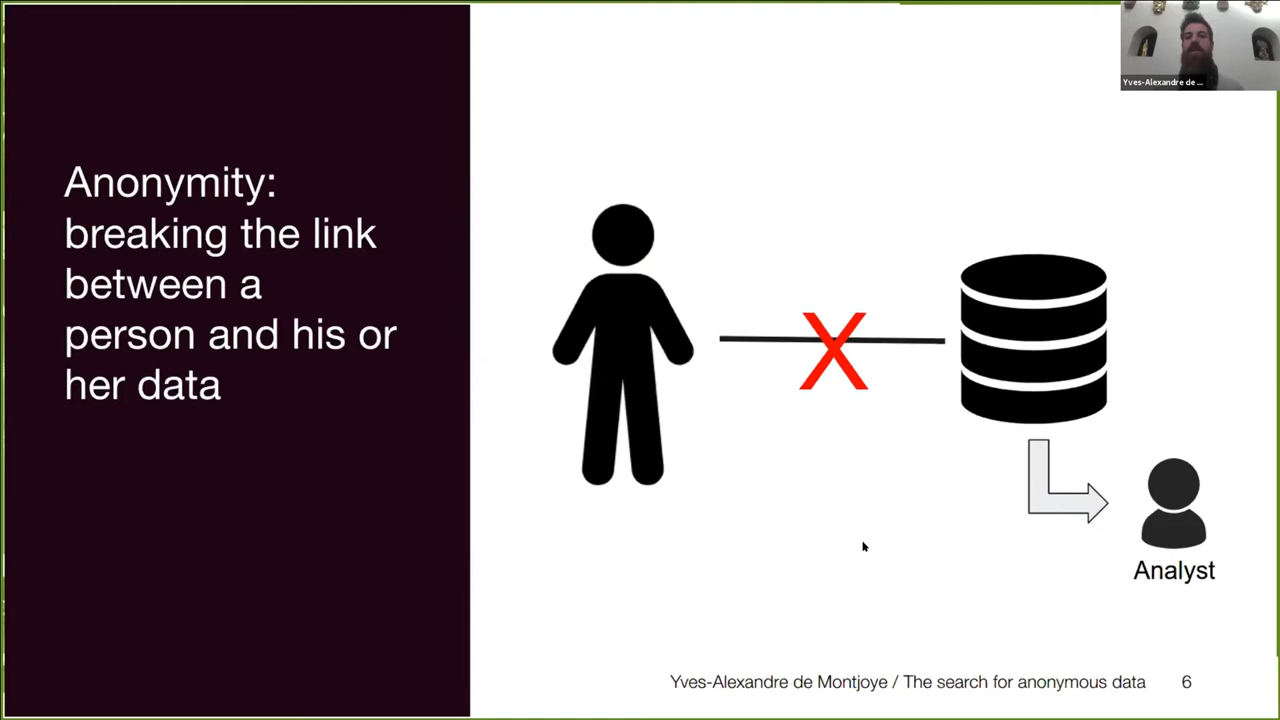 Yves-Alexandre de ...
Anonymity:
breaking the link
between a
person and his or
her data
X
Analyst
Yves-Alexandre de Montjoye / The search for anonymous data 6